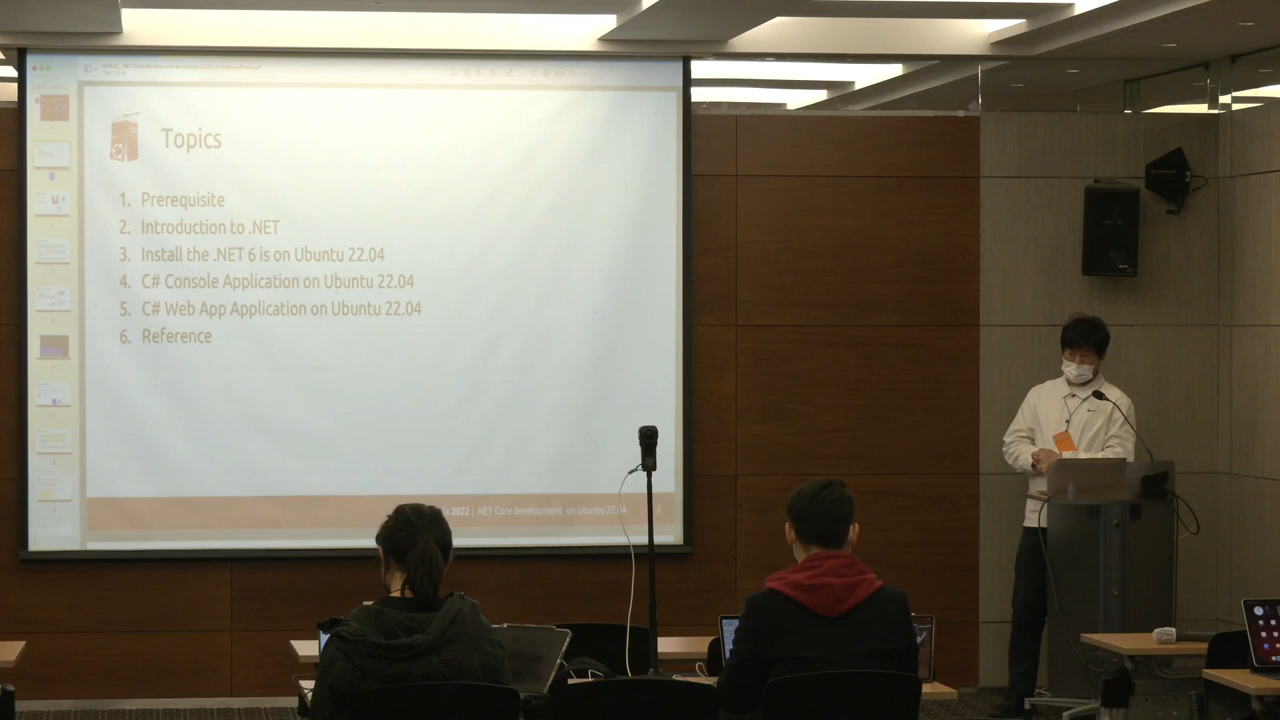 Topics
1. Prerequisite
2. Introduction to .NET
3. Install the .NET 6 is on Ubuntu 22.04
4. C# Console Application on Ubuntu 22.04
5. C# Web App Application on Ubuntu 22.04
6. Reference
2022 | .NET Core development on ubuntu 22.04 2